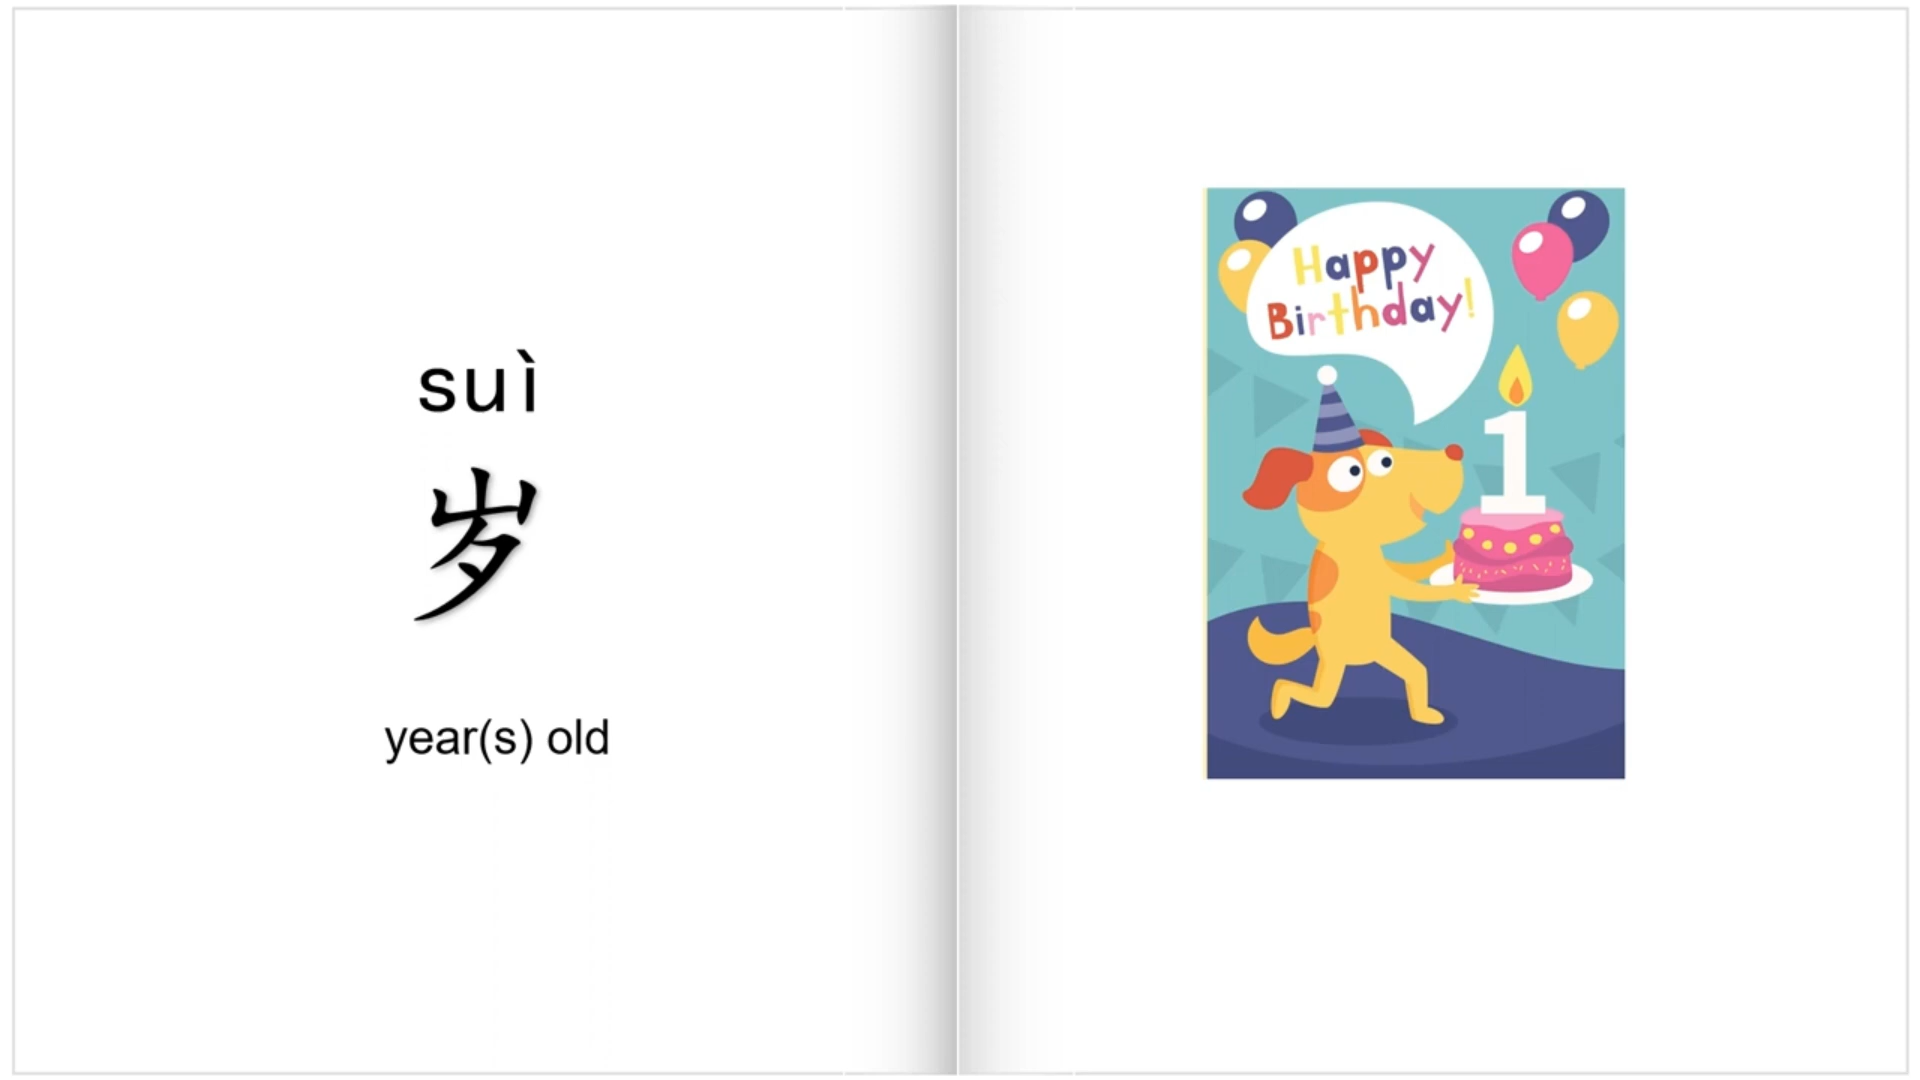 suì
岁
year(s) old
Happy
Birthday!
1